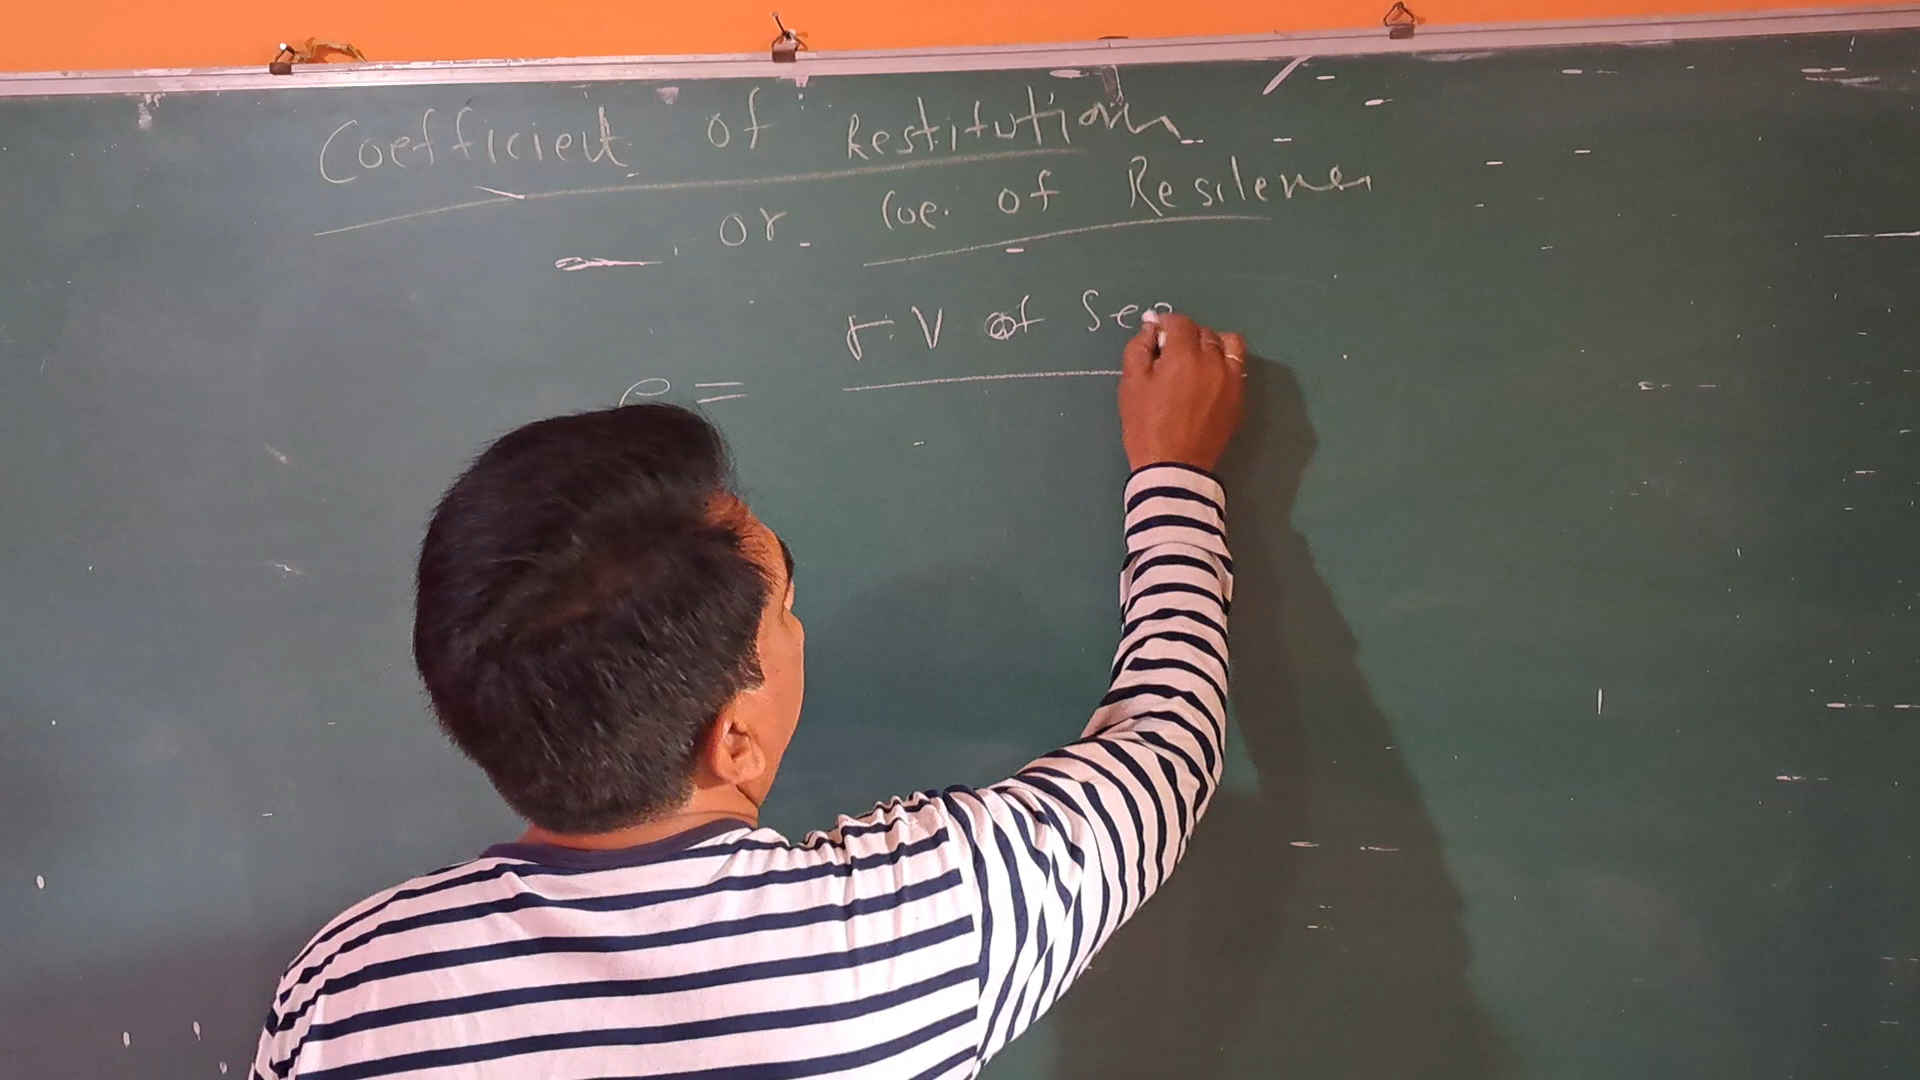 Coefficient of Restitution
or Coe. of Resilence
r.V of Sep
e =